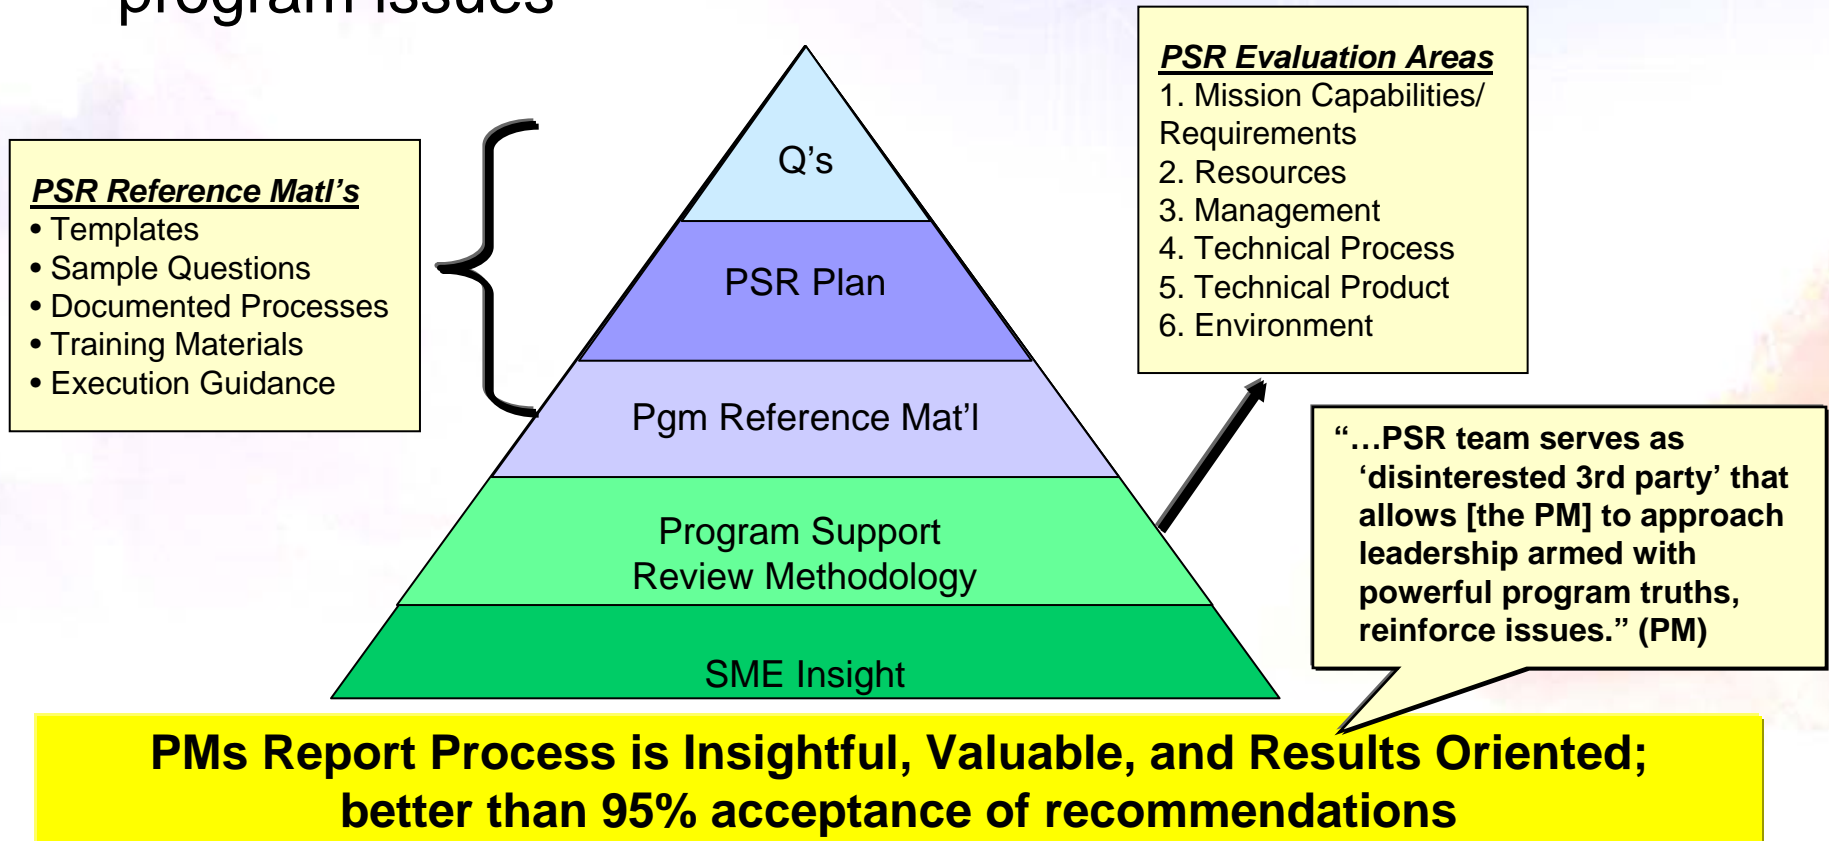 program issues
PSR Reference Matl’s
• Templates
• Sample Questions
• Documented Processes
• Training Materials
• Execution Guidance
Q’s
PSR Plan
Pgm Reference Mat’l
Program Support
Review Methodology
SME Insight
PSR Evaluation Areas
1. Mission Capabilities/
Requirements
2. Resources
3. Management
4. Technical Process
5. Technical Product
6. Environment
“…PSR team serves as
‘disinterested 3rd party’ that
allows [the PM] to approach
leadership armed with
powerful program truths,
reinforce issues.” (PM)
PMs Report Process is Insightful, Valuable, and Results Oriented;
better than 95% acceptance of recommendations